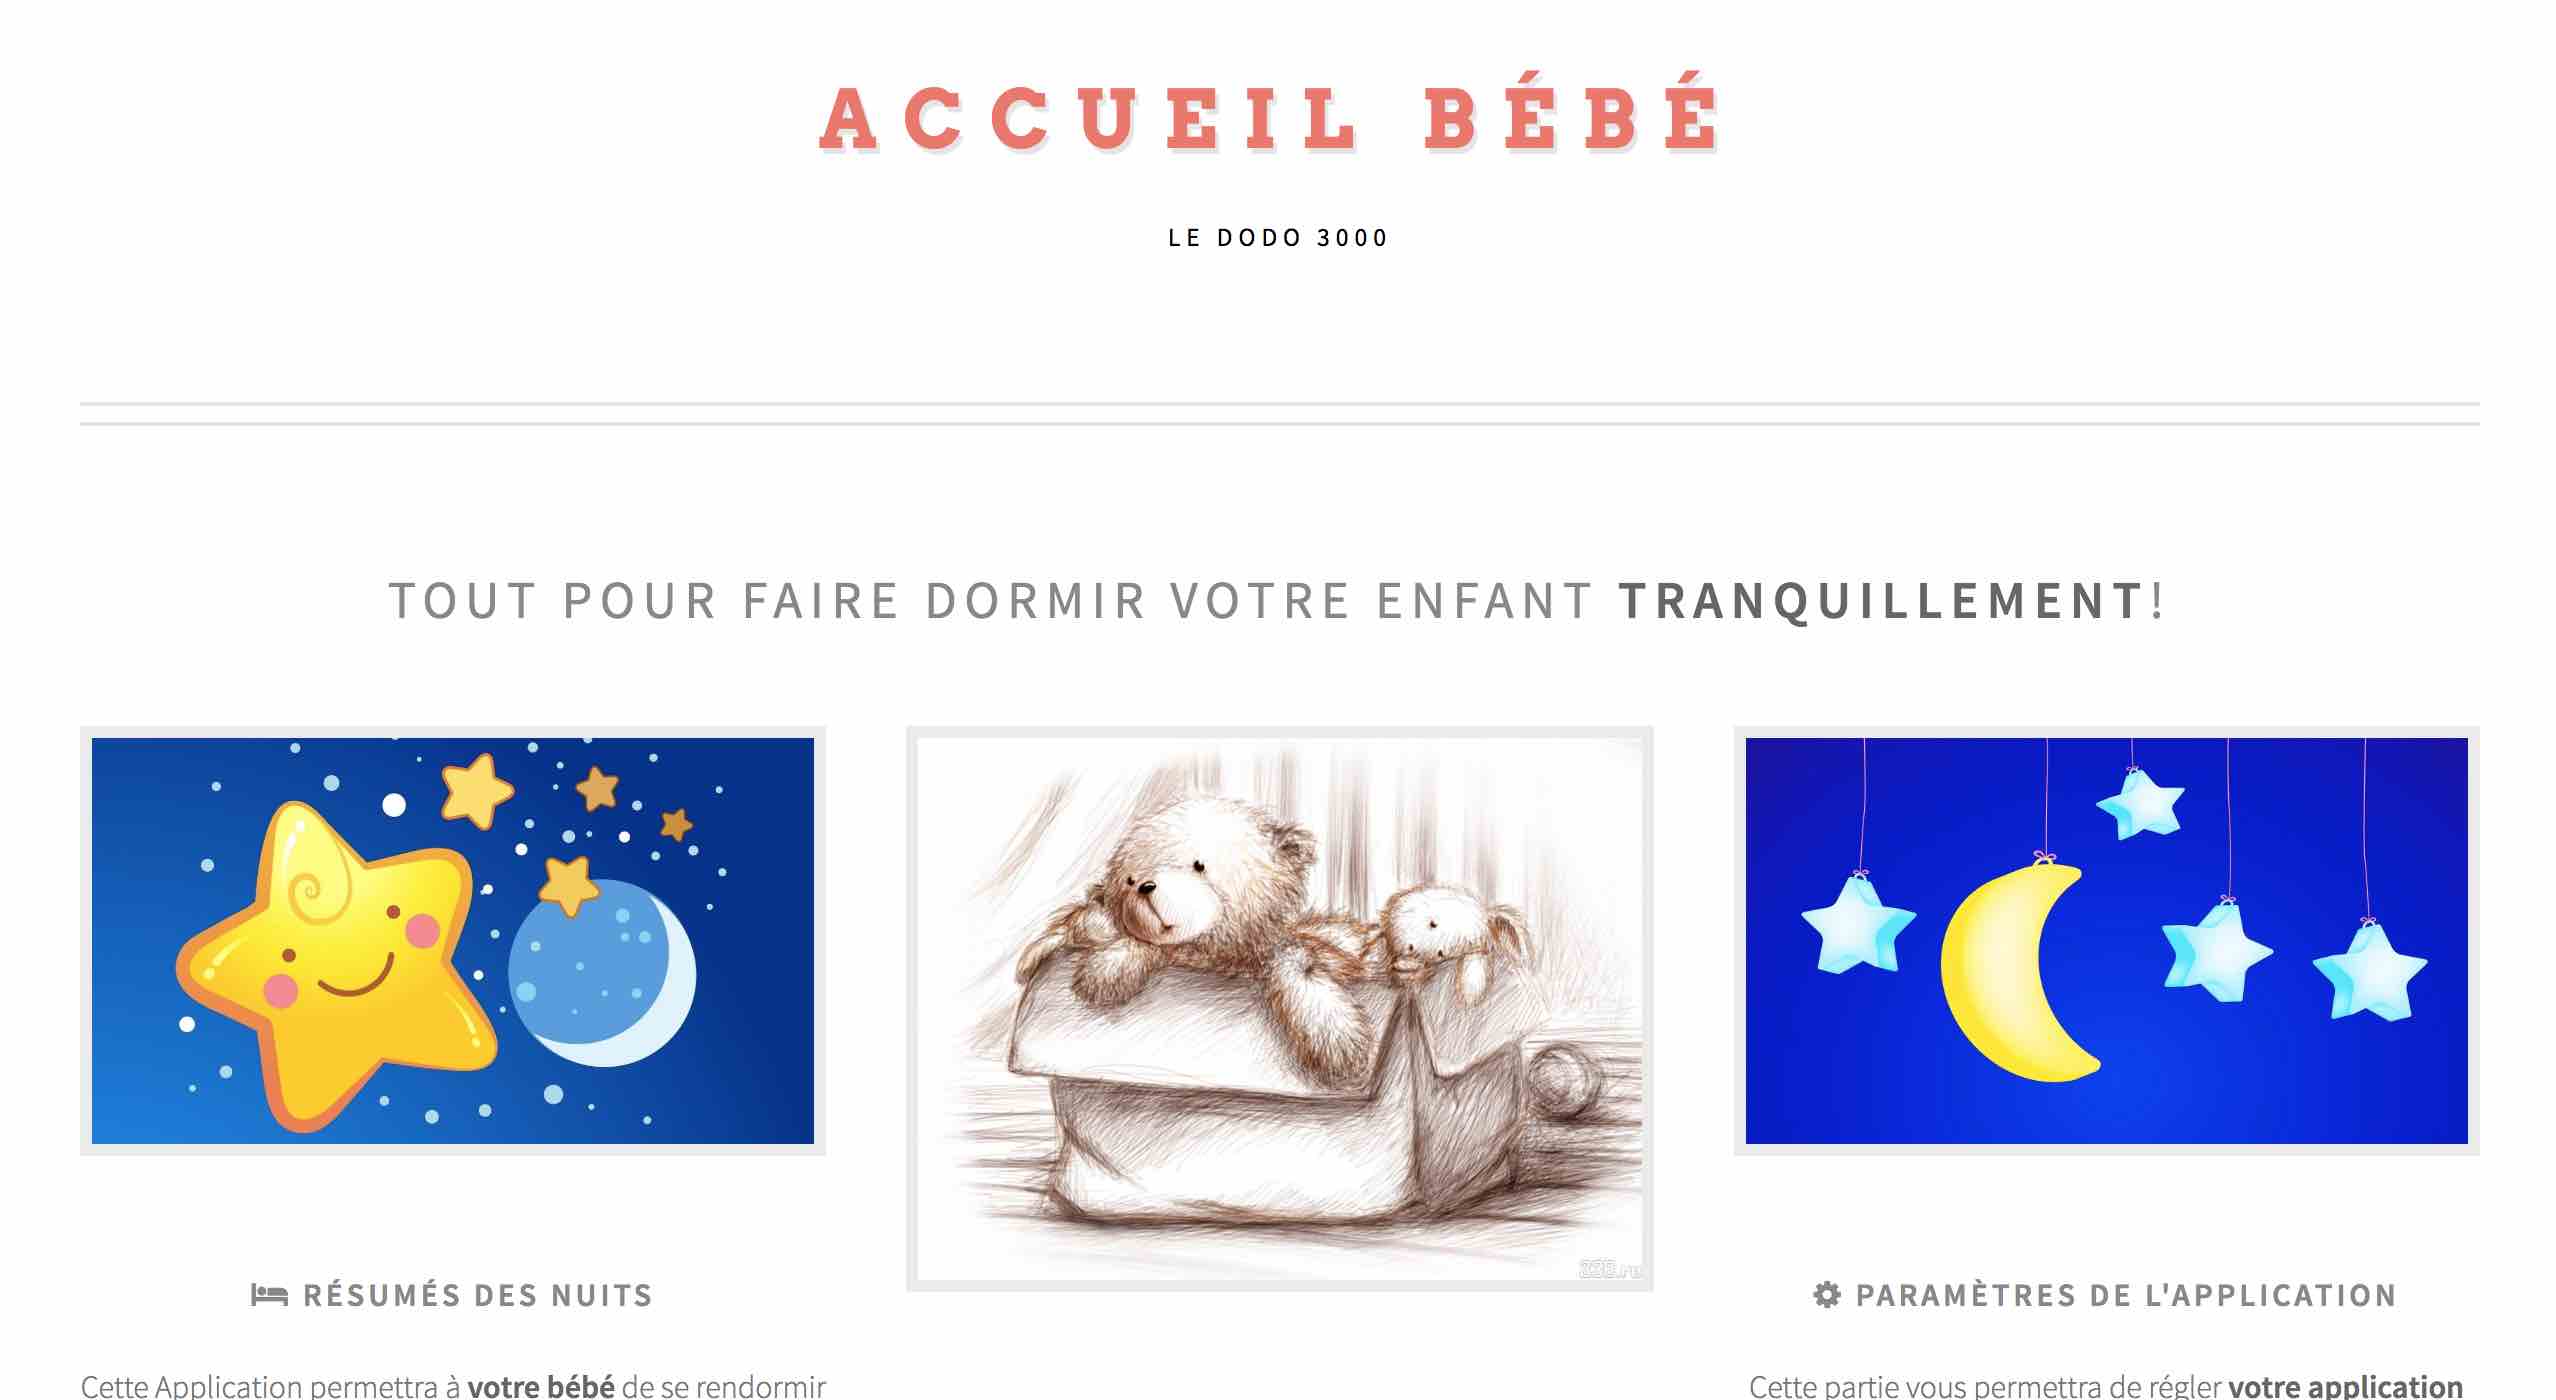 ACCUEIL BÉBÉ
LE DODO 3000
TOUT POUR FAIRE DORMIR VOTRE ENFANT TRANQUILLEMENT!
RÉSUMÉS DES NUITS
PARAMÈTRES DE L'APPLICATION
Cette Application permettra à votre bébé de se rendormir
Cette partie vous permettra de régler votre application